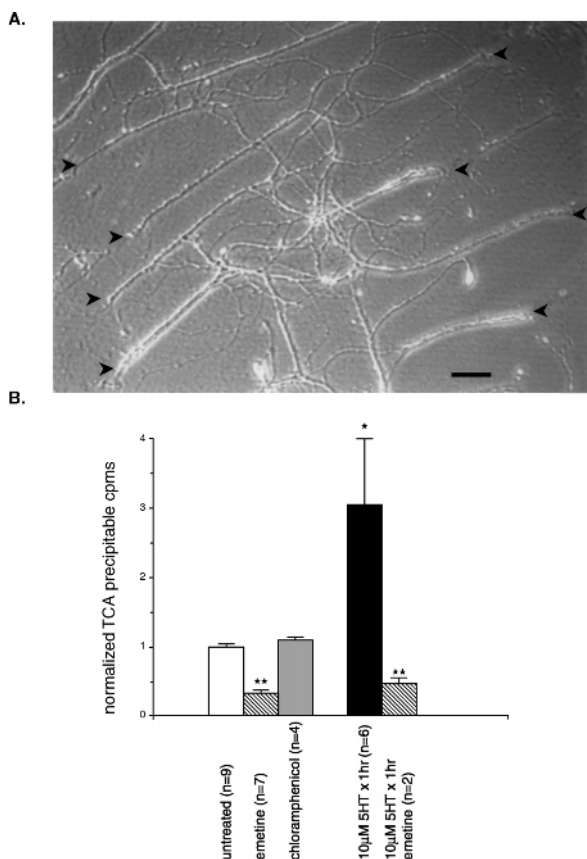 A.
B.
normalized TCA precipitable cpms
4
3
2
1
0
*
**
**
untreated (n=9)
emetine (n=7)
chloramphenicol (n=4)
10µM 5HT x 1hr (n=6)
10µM 5HT x 1hr
emetine (n=2)